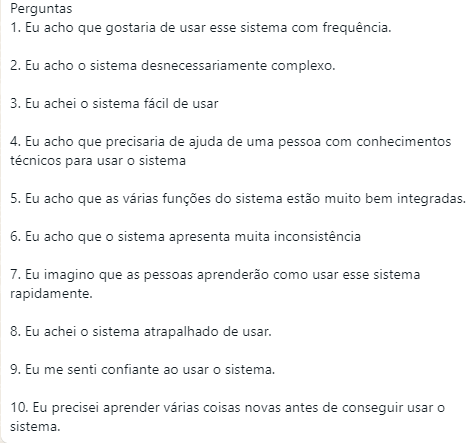 Perguntas
1. Eu acho que gostaria de usar esse sistema com frequência.
2. Eu acho o sistema desnecessariamente complexo.
3. Eu achei o sistema fácil de usar
4. Eu acho que precisaria de ajuda de uma pessoa com conhecimentos
técnicos para usar o sistema
5. Eu acho que as várias funções do sistema estão muito bem integradas.
6. Eu acho que o sistema apresenta muita inconsistência
7. Eu imagino que as pessoas aprenderão como usar esse sistema
rapidamente.
8. Eu achei o sistema atrapalhado de usar.
9. Eu me senti confiante ao usar o sistema.
10. Eu precisei aprender várias coisas novas antes de conseguir usar o
sistema.